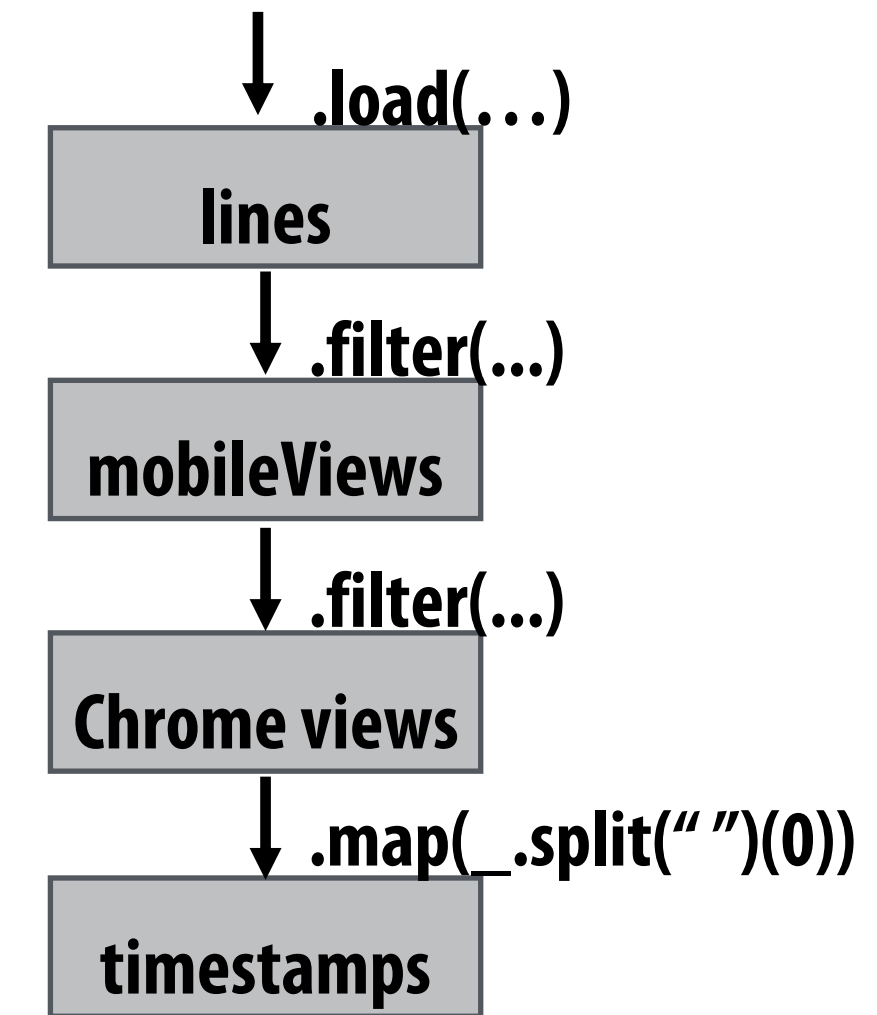 .load(...)
lines
.filter(...)
mobileViews
.filter(...)
Chrome views
.map(_.split(“ ”)(0))
timestamps